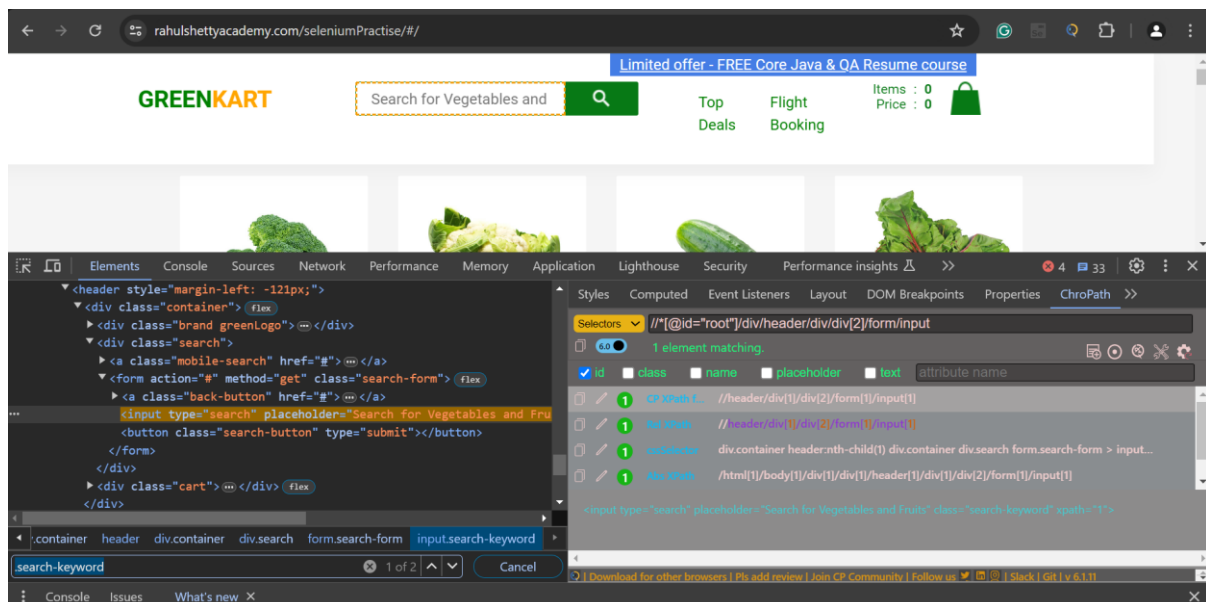 rahulshettyacademy.com/seleniumPractise/#/
Limited offer - FREE Core Java & QA Resume course
GREENKART
Search for Vegetables and
Top Deals
Flight Booking
Items : 0
Price : 0
Elements Console Sources Network Performance Memory Application Lighthouse Security Performance insights 4 33
<header style="margin-left: -121px;">
<div class="container"> flex
<div class="brand greenLogo"> … </div>
<div class="search">
<a class="mobile-search" href="#"> … </a>
<form action="#" method="get" class="search-form"> flex
<a class="back-button" href="#"> … </a>
<input type="search" placeholder="Search for Vegetables and Fru
<button class="search-button" type="submit"></button>
</form>
</div>
<div class="cart"> … </div> flex
</div>
.container header div.container div.search form.search-form input.search-keyword
.search-keyword 1 of 2 Cancel
Styles Computed Event Listeners Layout DOM Breakpoints Properties ChroPath
Selectors //*[@id="root"]/div/header/div/div[2]/form/input
6.0 1 element matching.
id class name placeholder text attribute name
1 //header/div[1]/div[2]/form[1]/input[1]
1 //header/div[1]/div[2]/form[1]/input[1]
1 div.container header:nth-child(1) div.container div.search form.search-form > input...
1 /html[1]/body[1]/div[1]/div[1]/header[1]/div[1]/div[2]/form[1]/input[1]
<input type="search" placeholder="Search for Vegetables and Fruits" class="search-keyword" xpath="1">
| Download for other browsers | Pls add review | Join CP Community | Follow us | Slack | Git | v 6.1.11
Console Issues What's new